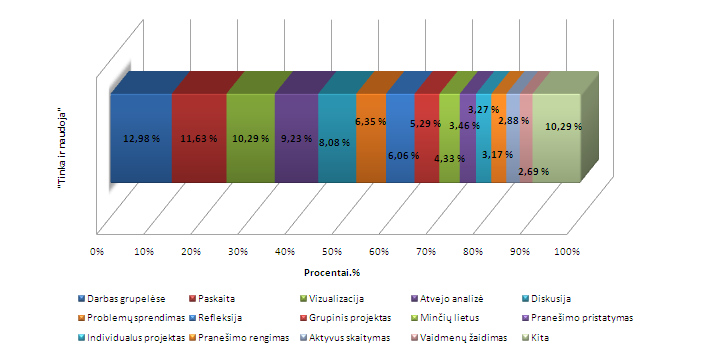 "Tinka ir naudoja"
12,98 %
11,63 %
10,29 %
9,23 %
8,08 %
6,35 %
6,06 %
5,29 %
4,33 %
3,46 %
3,27 %
3,17 %
2,88 %
2,69 %
10,29 %
0% 10% 20% 30% 40% 50% 60% 70% 80% 90% 100%
Procentai.%
Darbas grupelėse Paskaita Vizualizacija Atvejo analizė Diskusija
Problemų sprendimas Refleksija Grupinis projektas Minčių lietus Pranešimo pristatymas
Individualus projektas Pranešimo rengimas Aktyvus skaitymas Vaidmenų žaidimas Kita